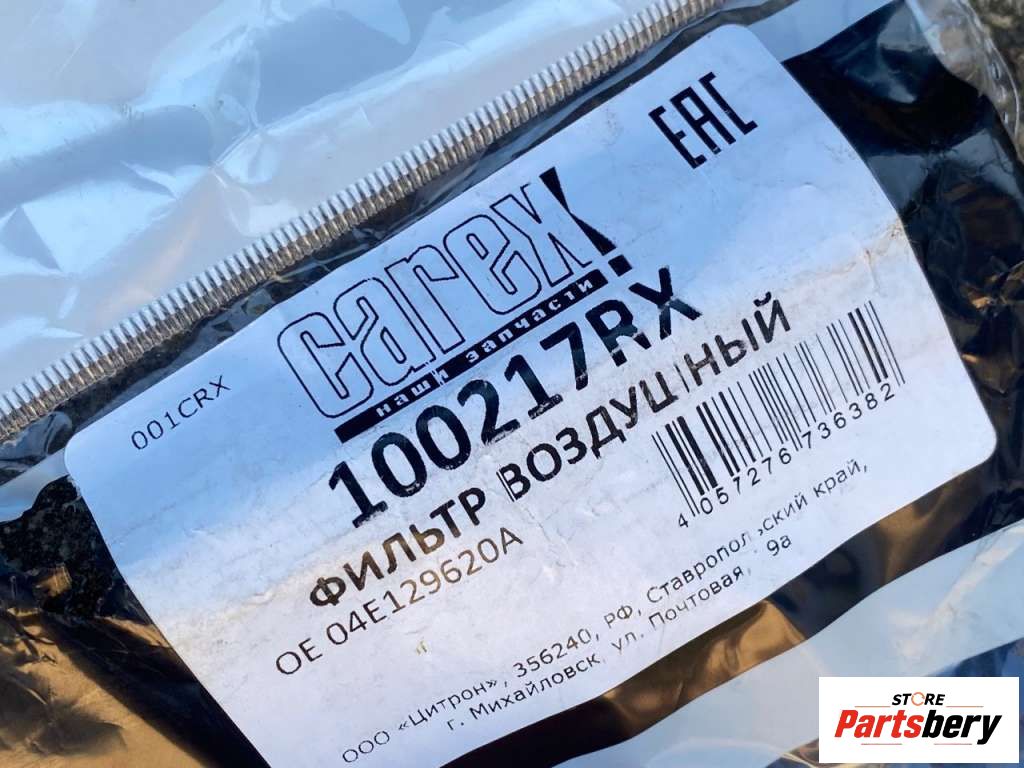 EAC
001CRX
carex!
наши запчасти
100217RX
ФИЛЬТР ВОЗДУШНЫЙ
OE 04E129620A
4 057276 736382
ООО «Цитрон», 356240, РФ, Ставропольский край,
г. Михайловск, ул. Почтовая, 9а
STORE
Partsbery